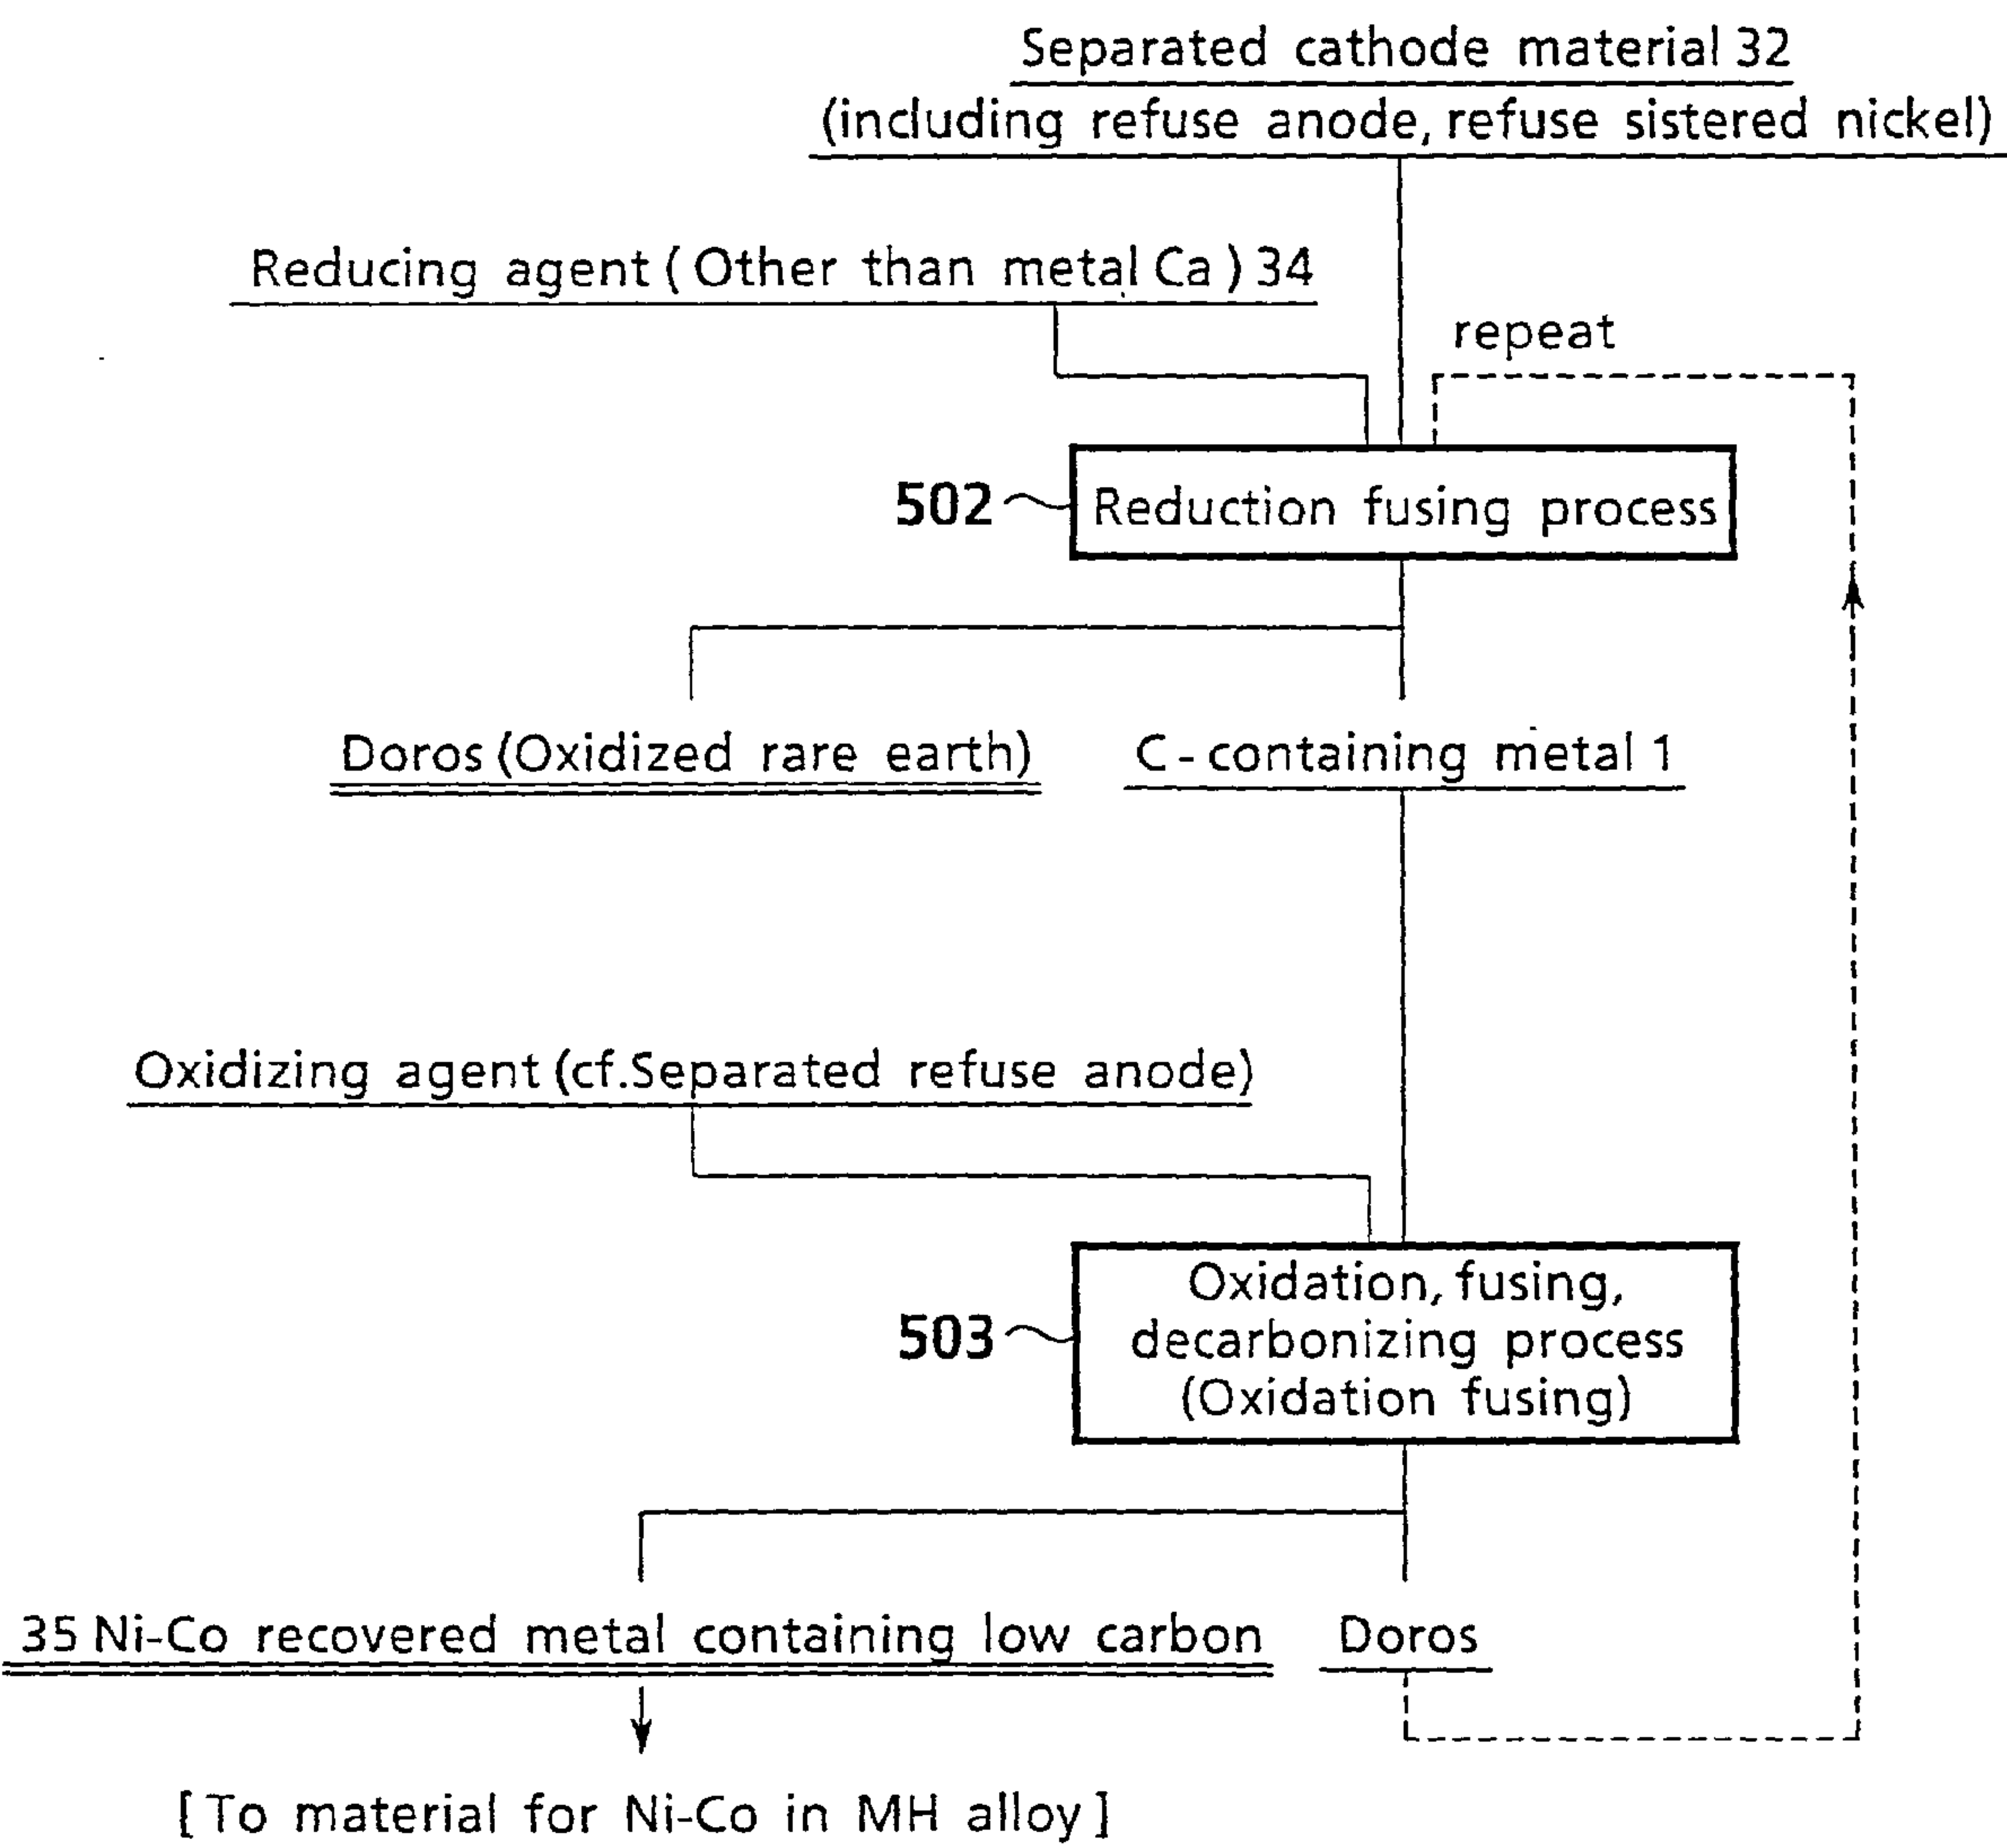 Separated cathode material 32
(including refuse anode, refuse sistered nickel)
Reducing agent ( Other than metal Ca ) 34
repeat
502
Reduction fusing process
Doros (Oxidized rare earth)
C - containing metal 1
Oxidizing agent (cf.Separated refuse anode)
503
Oxidation, fusing,
decarbonizing process
(Oxidation fusing)
35 Ni-Co recovered metal containing low carbon
Doros
[ To material for Ni-Co in MH alloy ]